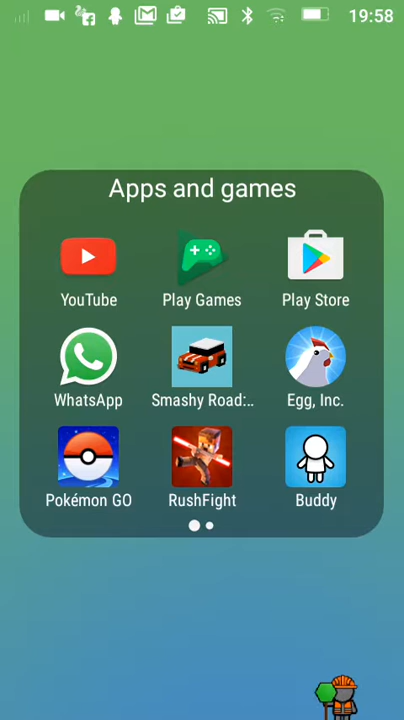 19:58
Apps and games
YouTube
Play Games
Play Store
WhatsApp
Smashy Road:..
Egg, Inc.
Pokémon GO
RushFight
Buddy